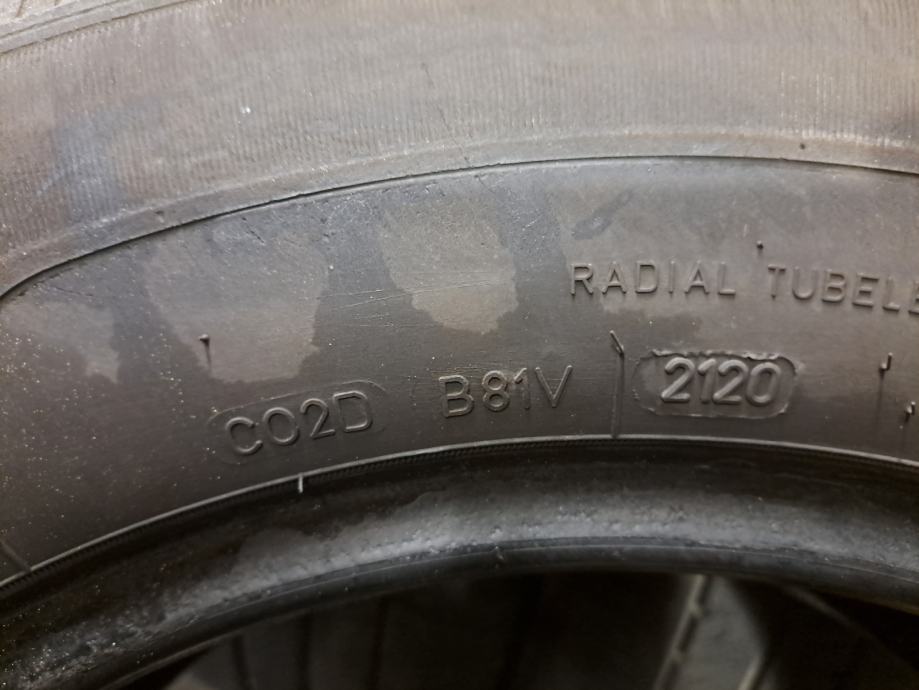 RADIAL TUBELE
CO2D B81V 2120